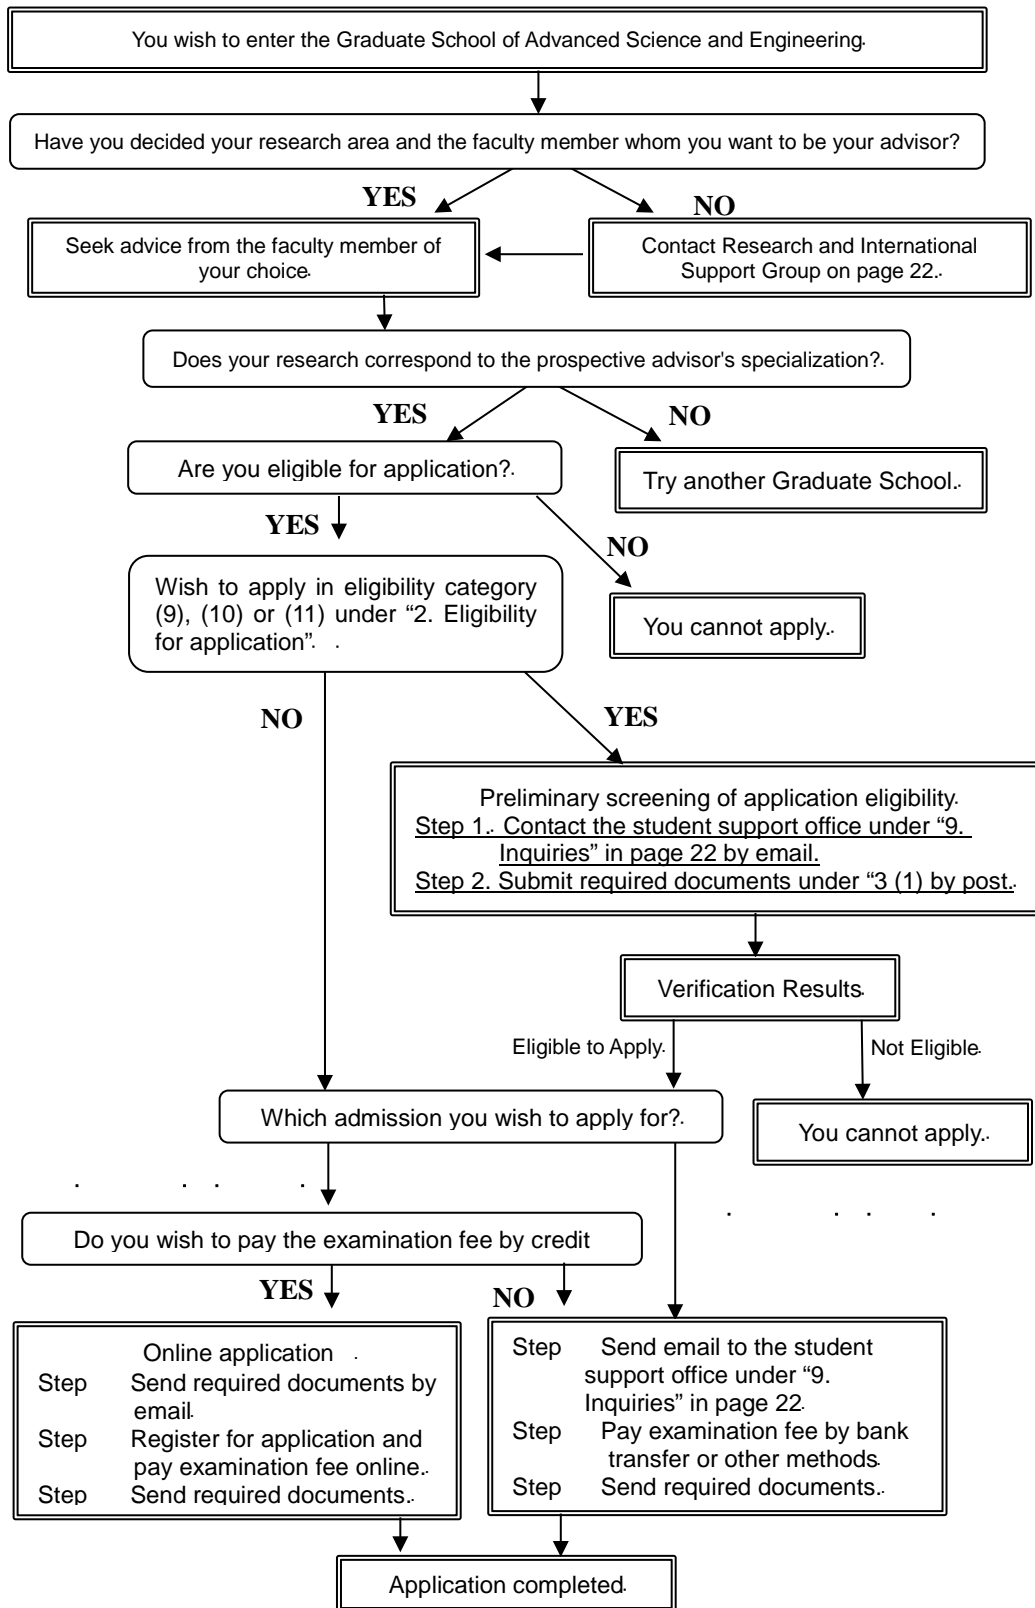 You wish to enter the Graduate School of Advanced Science and Engineering.
Have you decided your research area and the faculty member whom you want to be your advisor?
YES
NO
Seek advice from the faculty member of
your choice.
Contact Research and International
Support Group on page 22..
Does your research correspond to the prospective advisor's specialization?.
YES
NO
Are you eligible for application?.
Try another Graduate School..
YES
NO
Wish to apply in eligibility category
(9), (10) or (11) under “2. Eligibility
for application”. .
You cannot apply..
NO
YES
Preliminary screening of application eligibility.
Step 1.. Contact the student support office under “9.
Inquiries” in page 22 by email.
Step 2. Submit required documents under “3 (1) by post.
Verification Results.
Eligible to Apply.
Not Eligible.
Which admission you wish to apply for?.
You cannot apply..
Do you wish to pay the examination fee by credit
YES
NO
Online application .
Step Send required documents by
email.
Step Register for application and
pay examination fee online..
Step Send required documents..
Step Send email to the student
support office under “9.
Inquiries” in page 22.
Step Pay examination fee by bank
transfer or other methods.
Step Send required documents..
Application completed.